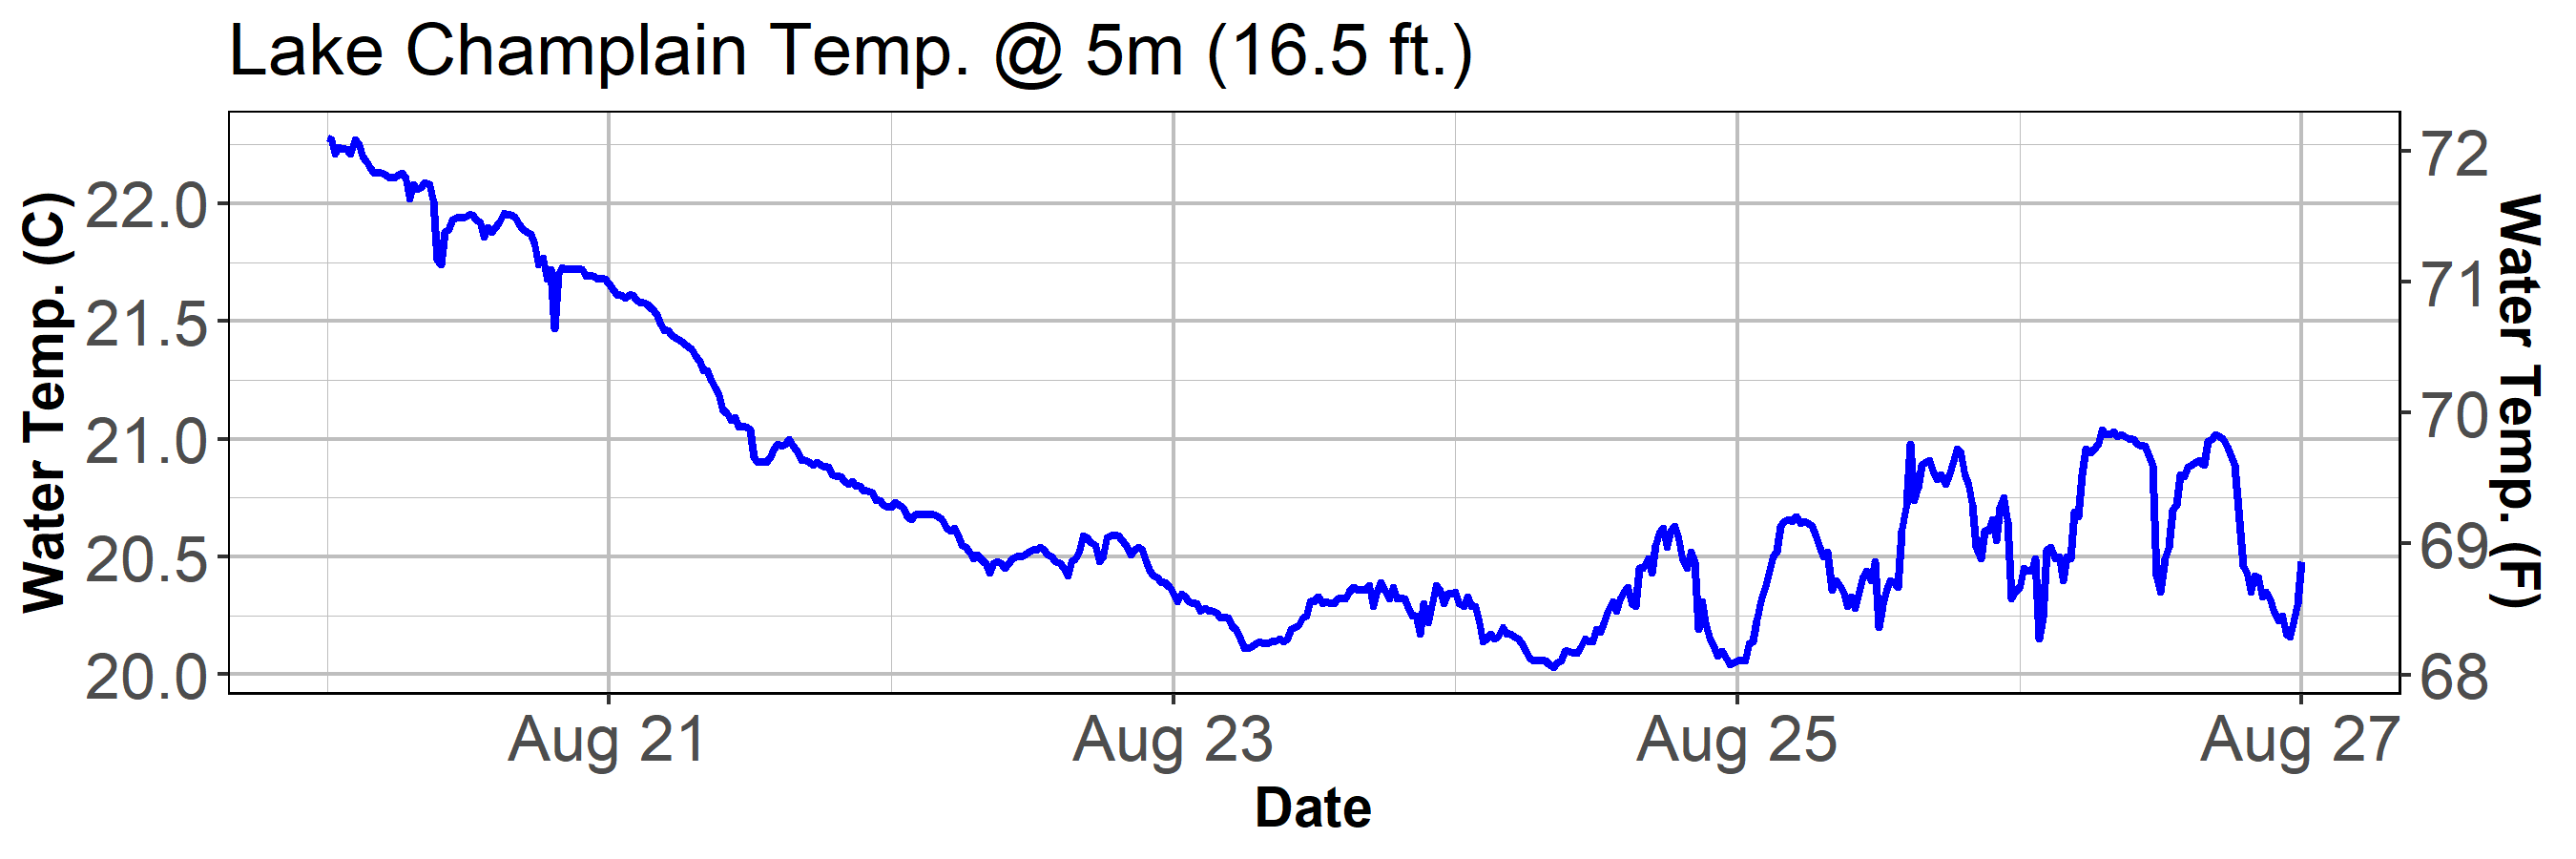 Lake Champlain Temp. @ 5m (16.5 ft.)
Water Temp. (C)
22.0
21.5
21.0
20.5
20.0
72
71
70
69
68
Water Temp. (F)
Aug 21 Aug 23 Aug 25 Aug 27
Date